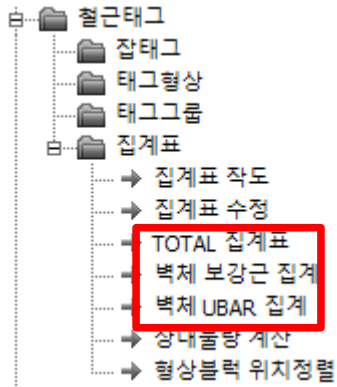 철근태그
잡태그
태그형상
태그그룹
집계표
집계표 작도
집계표 수정
TOTAL 집계표
벽체 보강근 집계
벽체 UBAR 집계
상대물량 계산
형상블럭 위치정렬